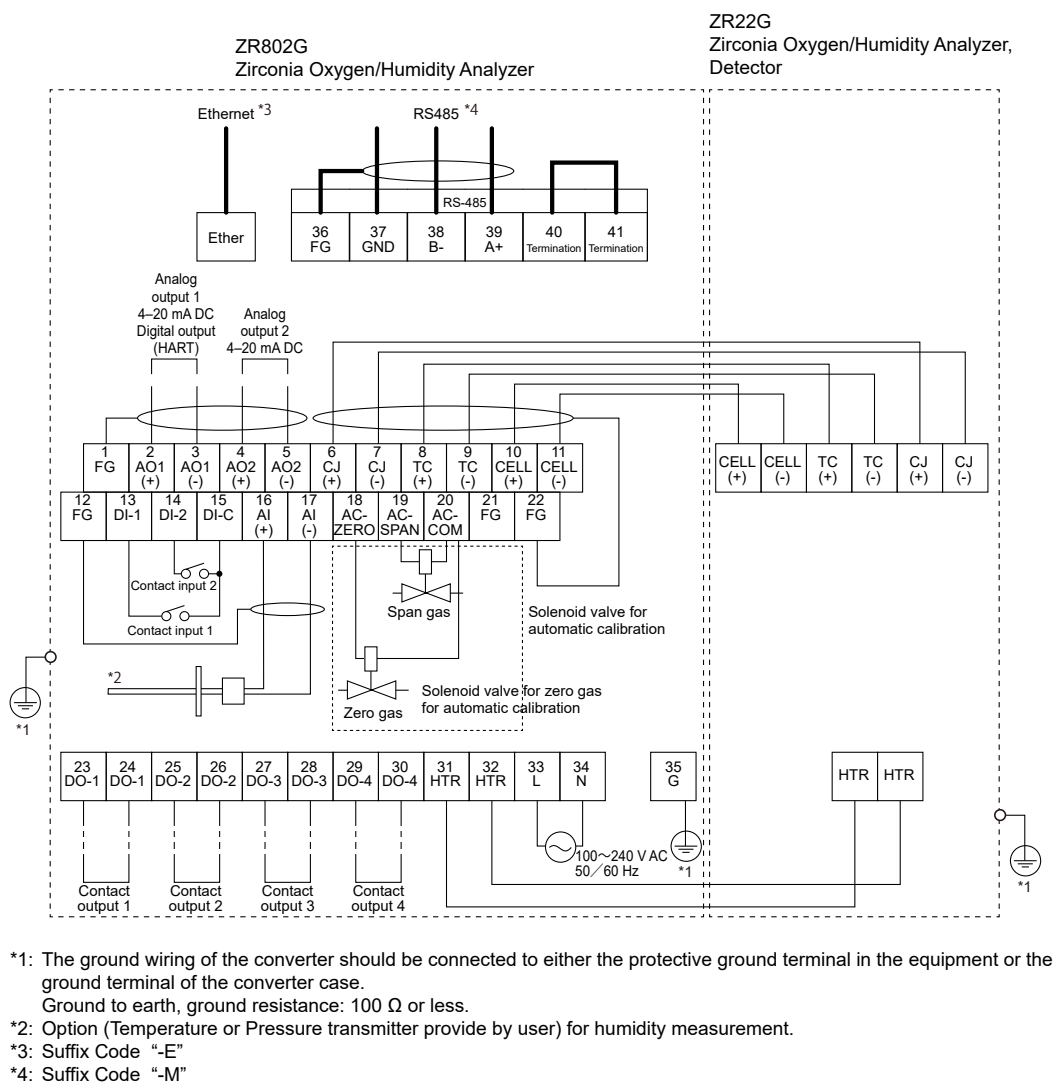 ZR802G
Zirconia Oxygen/Humidity Analyzer
ZR22G
Zirconia Oxygen/Humidity Analyzer,
Detector
Ethernet *3
RS485 *4
RS-485
Ether
36 FG
37 GND
38 B-
39 A+
40 Termination
41 Termination
Analog
output 1
4–20 mA DC
Digital output
(HART)
Analog
output 2
4–20 mA DC
1 FG
2 AO1 (+)
3 AO1 (-)
4 AO2 (+)
5 AO2 (-)
6 CJ (+)
7 CJ (-)
8 TC (+)
9 TC (-)
10 CELL (+)
11 CELL (-)
CELL (+)
CELL (-)
TC (+)
TC (-)
CJ (+)
CJ (-)
12 FG
13 DI-1
14 DI-2
15 DI-C
16 AI (+)
17 AI (-)
18 AC-ZERO
19 AC-SPAN
20 AC-COM
21 FG
22 FG
Contact input 2
Contact input 1
Span gas
Solenoid valve for
automatic calibration
*2
Zero gas
Solenoid valve for zero gas
for automatic calibration
*1
23 DO-1
24 DO-1
25 DO-2
26 DO-2
27 DO-3
28 DO-3
29 DO-4
30 DO-4
31 HTR
32 HTR
33 L
34 N
35 G
HTR
HTR
100～240 V AC
50／60 Hz
*1
*1
Contact
output 1
Contact
output 2
Contact
output 3
Contact
output 4
*1: The ground wiring of the converter should be connected to either the protective ground terminal in the equipment or the
ground terminal of the converter case.
Ground to earth, ground resistance: 100 Ω or less.
*2: Option (Temperature or Pressure transmitter provide by user) for humidity measurement.
*3: Suffix Code “-E”
*4: Suffix Code “-M”